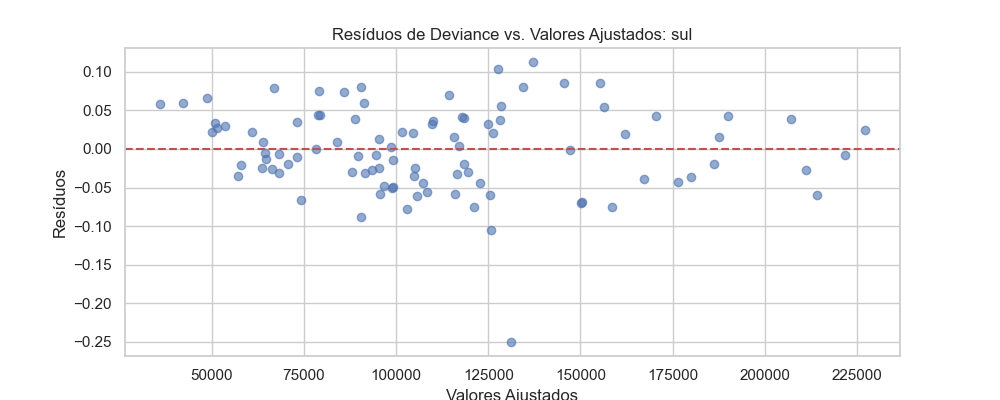 Resíduos de Deviance vs. Valores Ajustados: sul
Resíduos
0.10
0.05
0.00
−0.05
−0.10
−0.15
−0.20
−0.25
50000 75000 100000 125000 150000 175000 200000 225000
Valores Ajustados